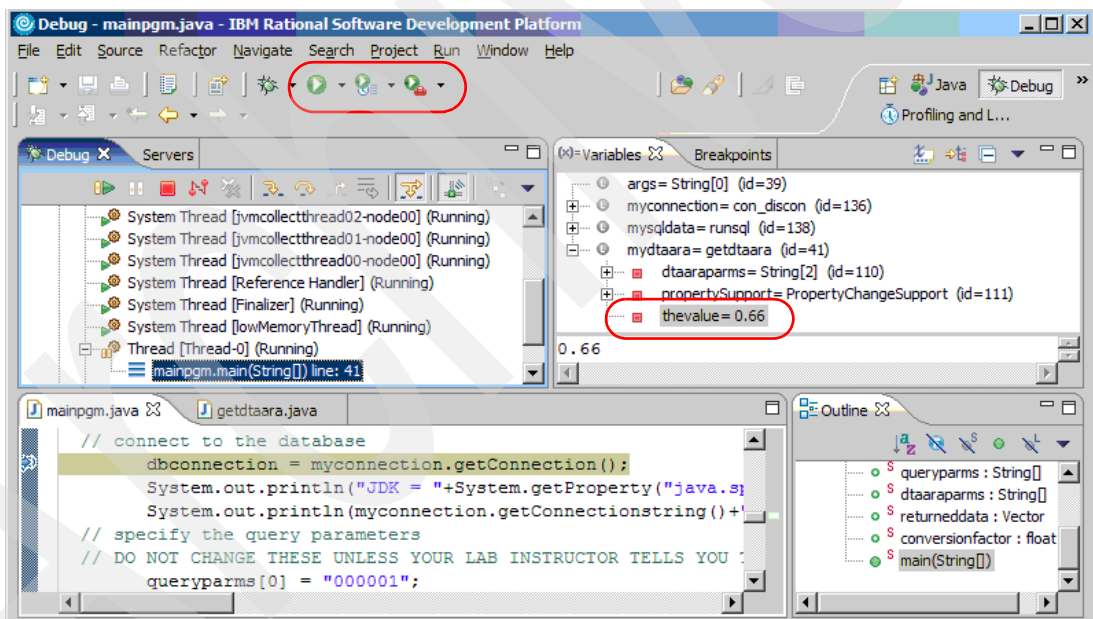 Debug - mainpgm.java - IBM Rational Software Development Platform
File Edit Source Refactor Navigate Search Project Run Window Help
Java Debug »
Profiling and L...
Debug Servers
System Thread [jvmcollectthread02-node00] (Running)
System Thread [jvmcollectthread01-node00] (Running)
System Thread [jvmcollectthread00-node00] (Running)
System Thread [Reference Handler] (Running)
System Thread [Finalizer] (Running)
System Thread [lowMemoryThread] (Running)
Thread [Thread-0] (Running)
mainpgm.main(String[]) line: 41
(x)=Variables Breakpoints
args= String[0] (id=39)
myconnection= con_discon (id=136)
mysqldata= runsql (id=138)
mydtaara= getdtaara (id=41)
dtaaraparms= String[2] (id=110)
propertySupport= PropertyChangeSupport (id=111)
thevalue= 0.66
0.66
mainpgm.java getdtaara.java
// connect to the database
dbconnection = myconnection.getConnection();
System.out.println("JDK = "+System.getProperty("java.sp
System.out.println(myconnection.getConnectionstring()+"
// specify the query parameters
// DO NOT CHANGE THESE UNLESS YOUR LAB INSTRUCTOR TELLS YOU
queryparms[0] = "000001";
Outline
S queryparms : String[]
S dtaaraparms : String[]
S returneddata : Vector
S conversionfactor : float
S main(String[])